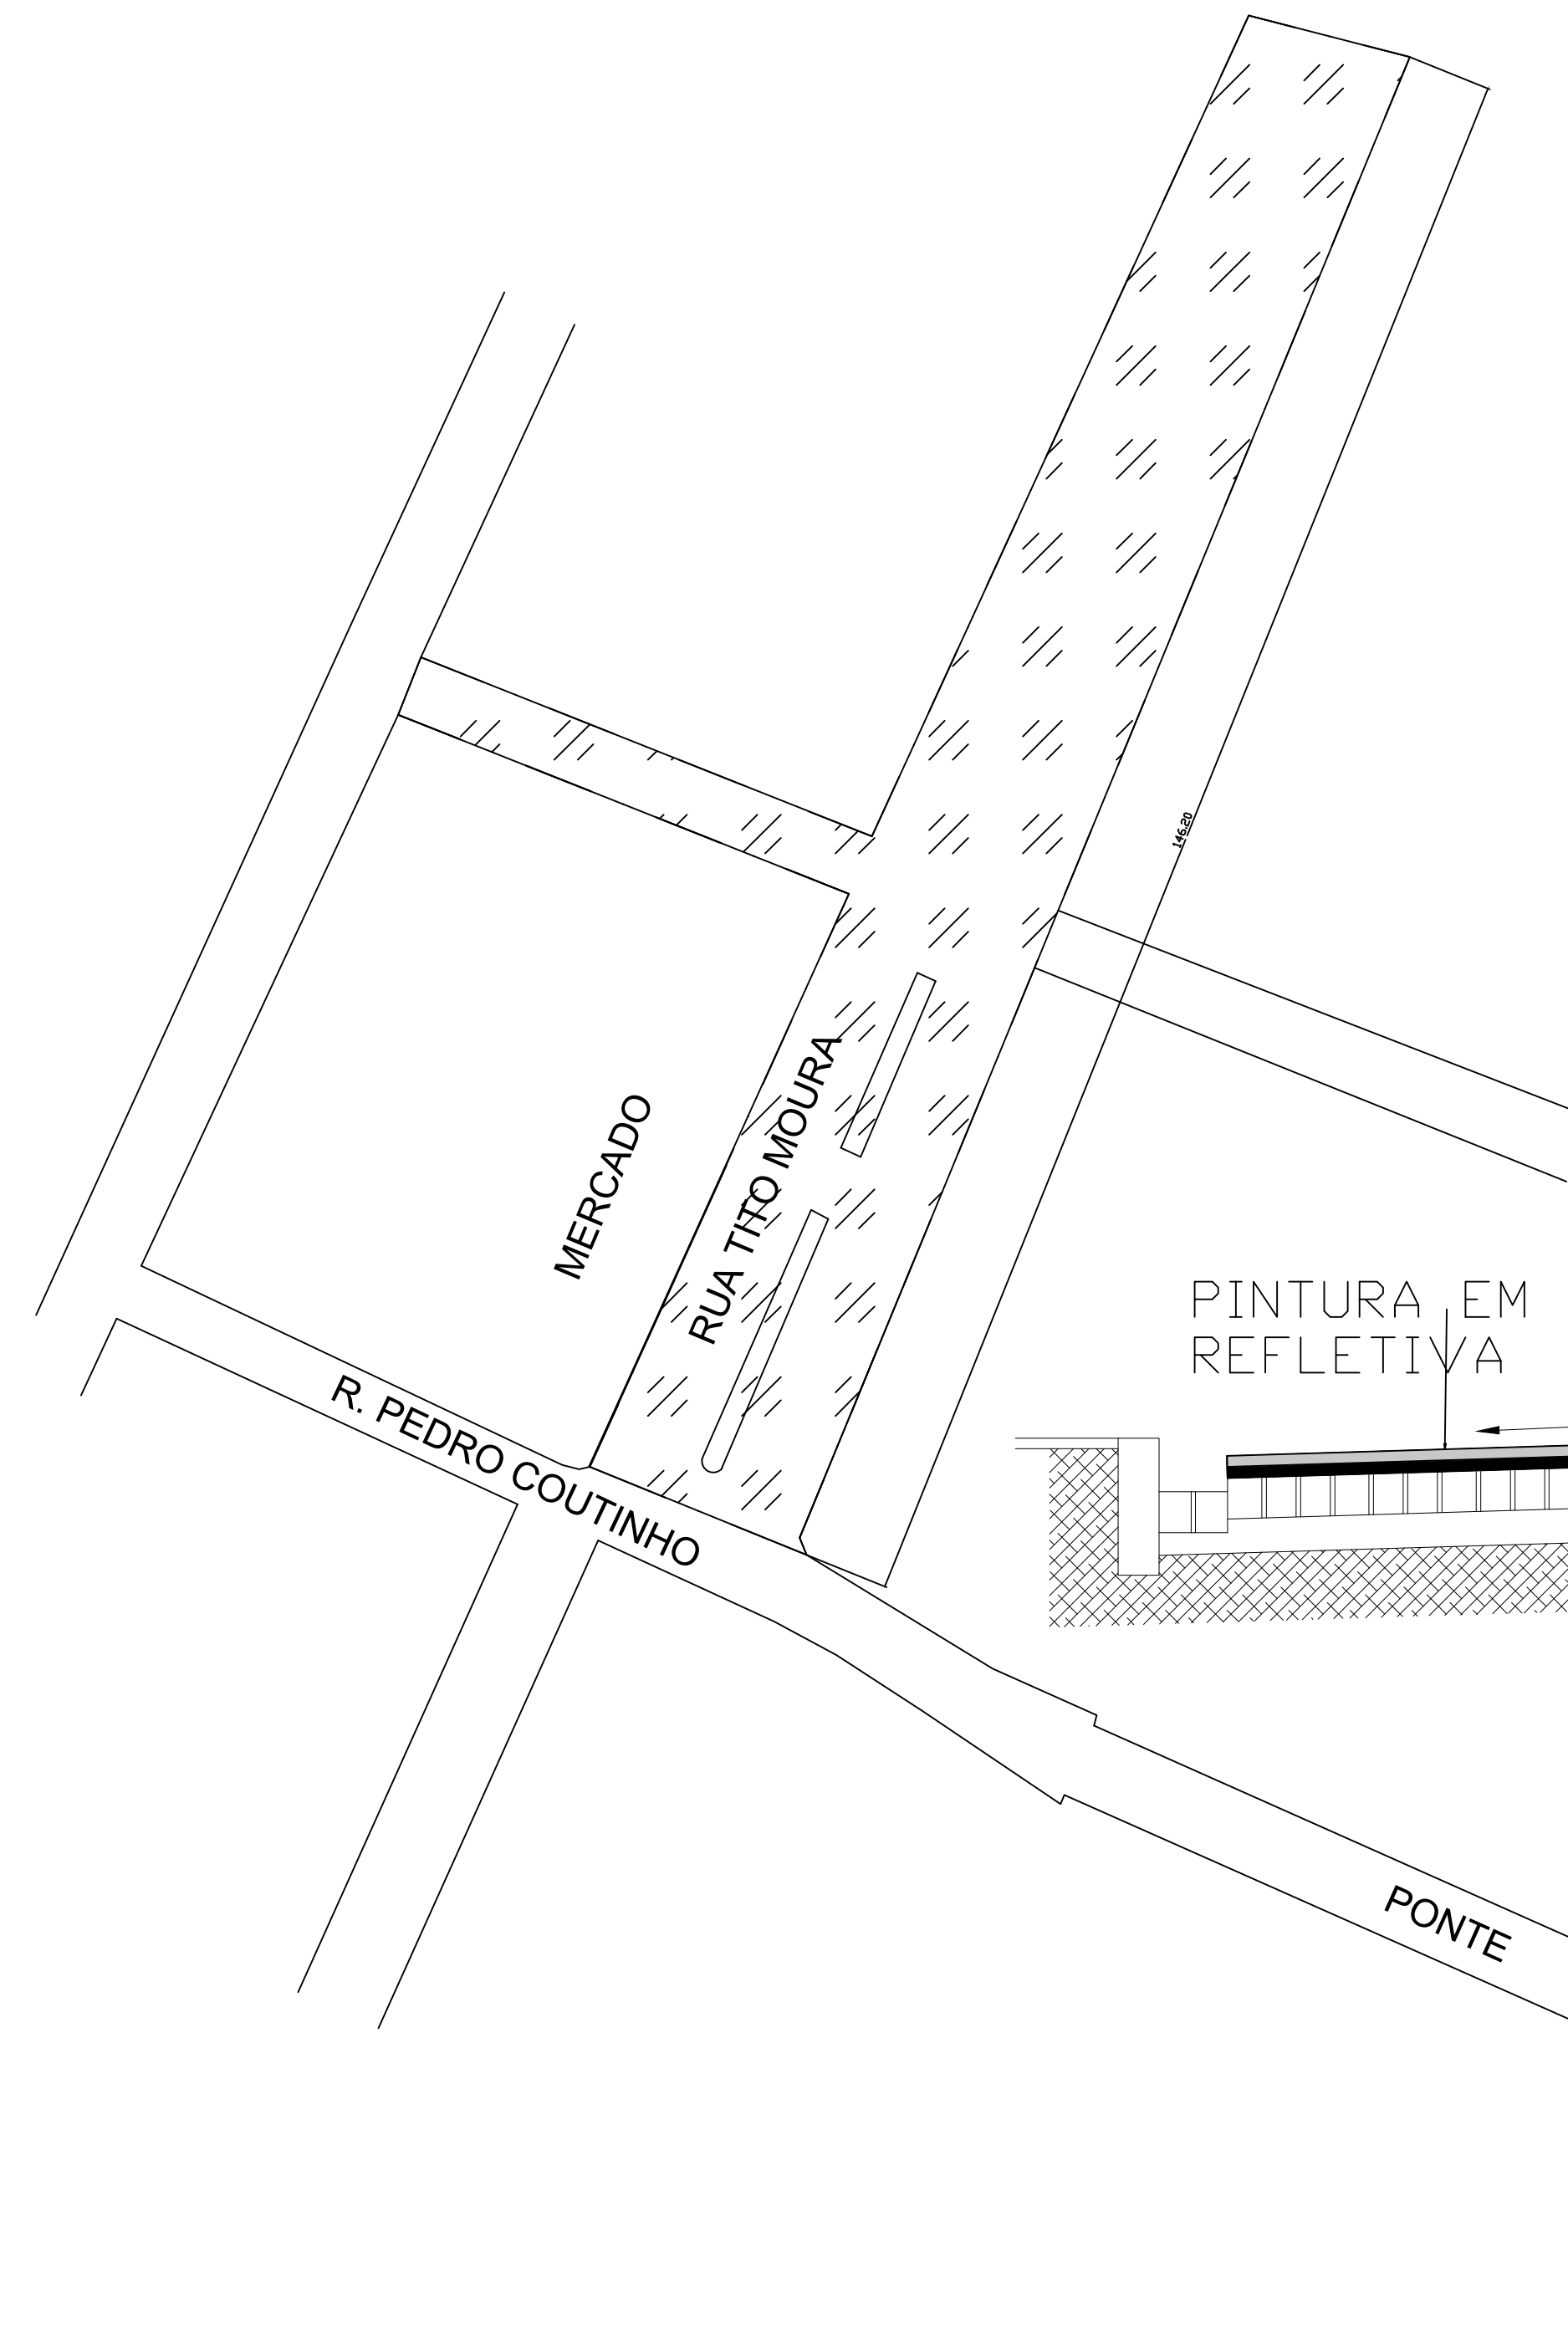 146.20
RUA TITO MOURA
MERCADO
PINTURA EM
REFLETIVA
R. PEDRO COUTINHO
PONTE